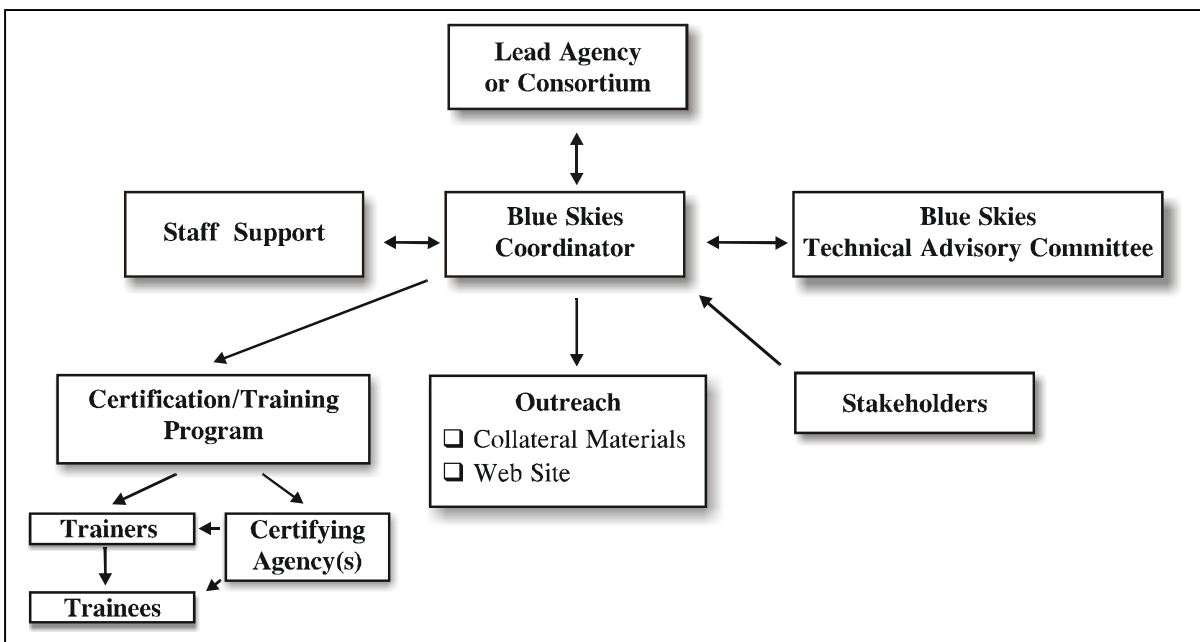 Lead Agency
or Consortium
Staff Support
Blue Skies
Coordinator
Blue Skies
Technical Advisory Committee
Certification/Training
Program
Outreach
❑ Collateral Materials
❑ Web Site
Stakeholders
Trainers
Certifying
Agency(s)
Trainees